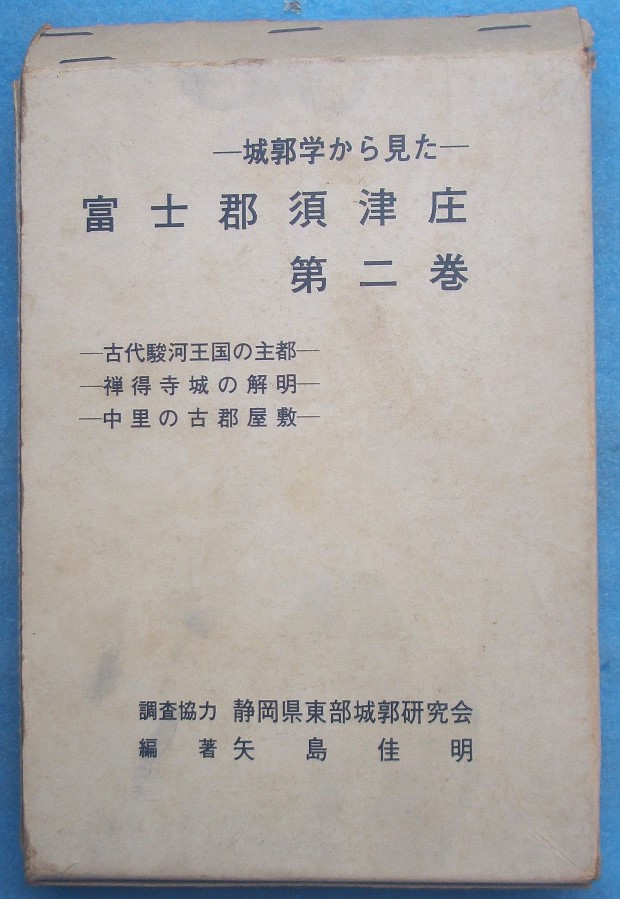 ―城郭学から見た―
富士郡須津庄
第二巻
―古代駿河王国の主都―
―禅得寺城の解明―
―中里の古郡屋敷―
調査協力 静岡県東部城郭研究会
編著 矢島佳明